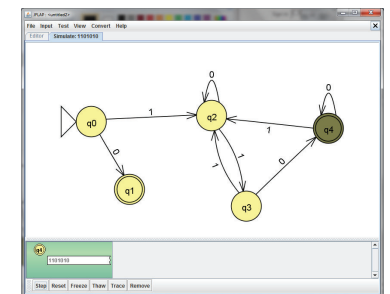 JFLAP : <untitled2>
File Input Test View Convert Help
Editor Simulate: 1101010
0
0
q0
1
q2
1
q4
0
1
1
0
q1
q3
q4
1101010
Step Reset Freeze Thaw Trace Remove